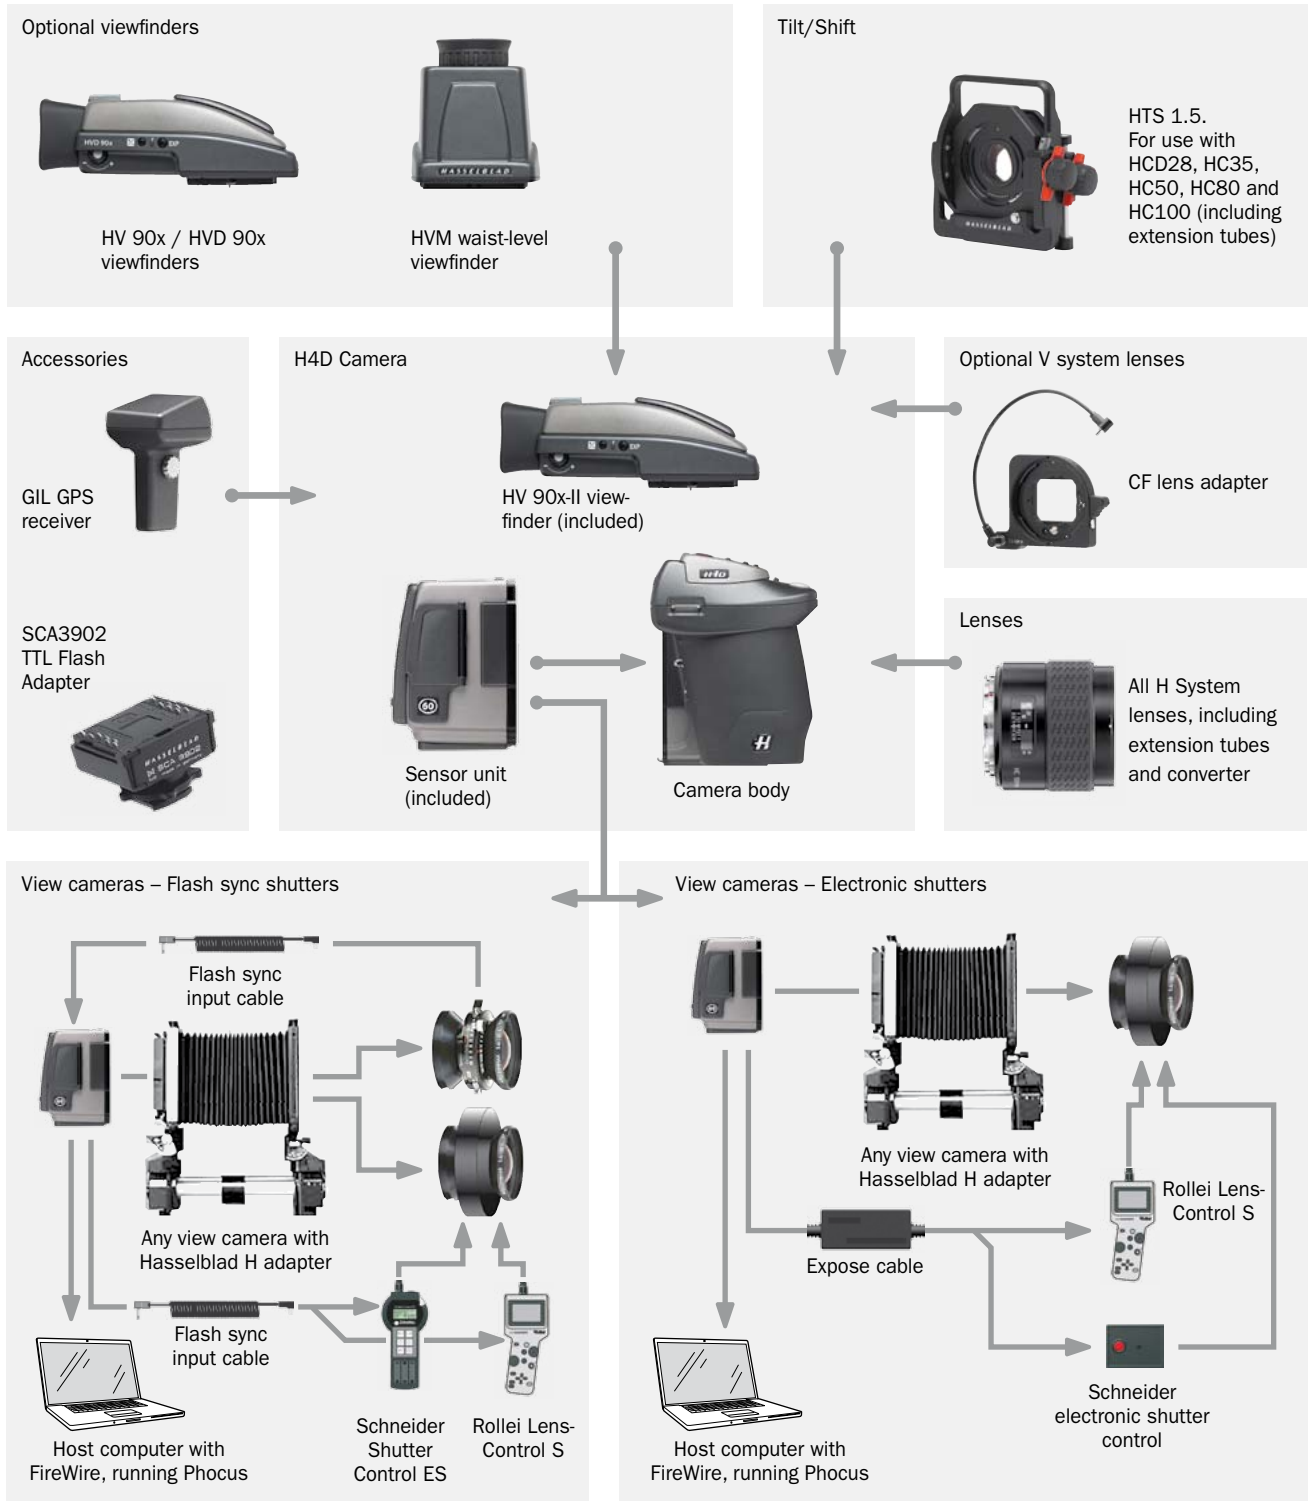 Optional viewfinders
HVD 90x
EXP
HASSELBLAD
HV 90x / HVD 90x
viewfinders
HVM waist-level
viewfinder
Tilt/Shift
HASSELBLAD
HTS 1.5.
For use with
HCD28, HC35,
HC50, HC80 and
HC100 (including
extension tubes)
Accessories
GIL GPS
receiver
SCA3902
TTL Flash
Adapter
HASSELBLAD
SCA 3902
H4D Camera
EXP
HV 90x-II view-
finder (included)
H4D
60
H
Sensor unit
(included)
Camera body
Optional V system lenses
CF lens adapter
Lenses
All H System
lenses, including
extension tubes
and converter
View cameras – Flash sync shutters
Flash sync
input cable
H
Any view camera with
Hasselblad H adapter
Flash sync
input cable
Host computer with
FireWire, running Phocus
Schneider
Shutter
Control ES
Rollei Lens-
Control S
View cameras – Electronic shutters
H
Any view camera with
Hasselblad H adapter
Rollei Lens-
Control S
Expose cable
Host computer with
FireWire, running Phocus
Schneider
electronic shutter
control